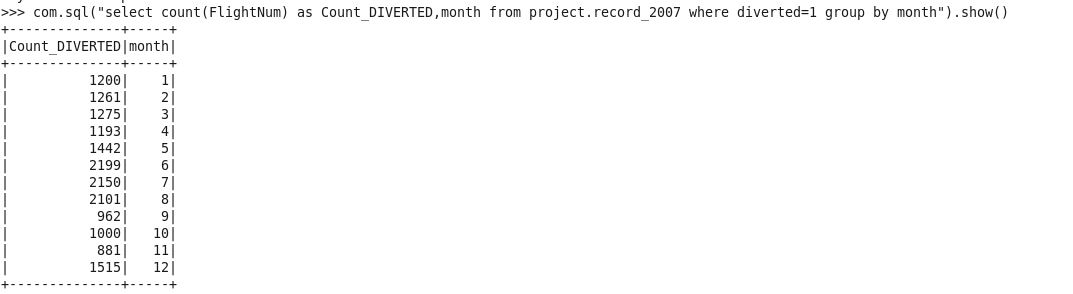 >>> com.sql("select count(FlightNum) as Count_DIVERTED,month from project.record_2007 where diverted=1 group by month").show()
+--------------+-----+
|Count_DIVERTED|month|
+--------------+-----+
|          1200|    1|
|          1261|    2|
|          1275|    3|
|          1193|    4|
|          1442|    5|
|          2199|    6|
|          2150|    7|
|          2101|    8|
|           962|    9|
|          1000|   10|
|           881|   11|
|          1515|   12|
+--------------+-----+